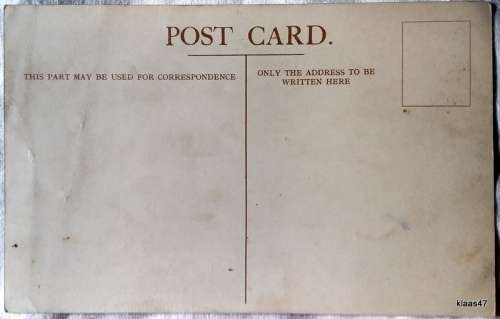 POST CARD.
THIS PART MAY BE USED FOR CORRESPONDENCE
ONLY THE ADDRESS TO BE
WRITTEN HERE
klaas47